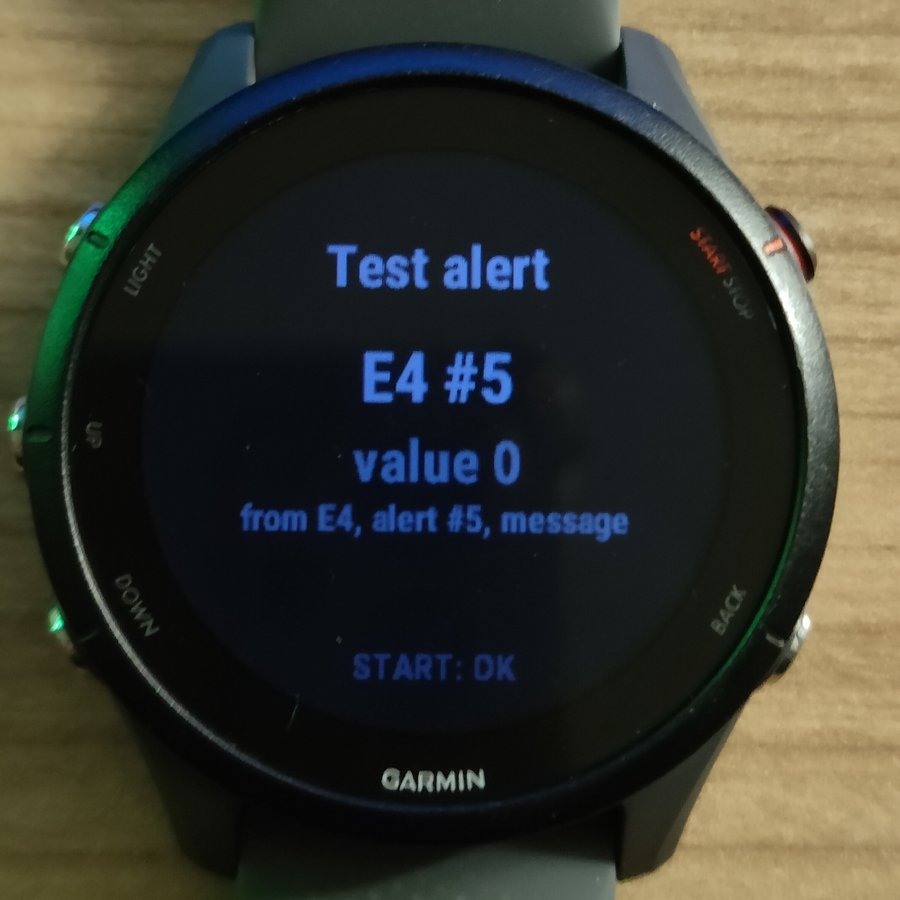 Test alert
LIGHT
START STOP
E4 #5
UP
value 0
from E4, alert #5, message
DOWN
BACK
START: OK
GARMIN